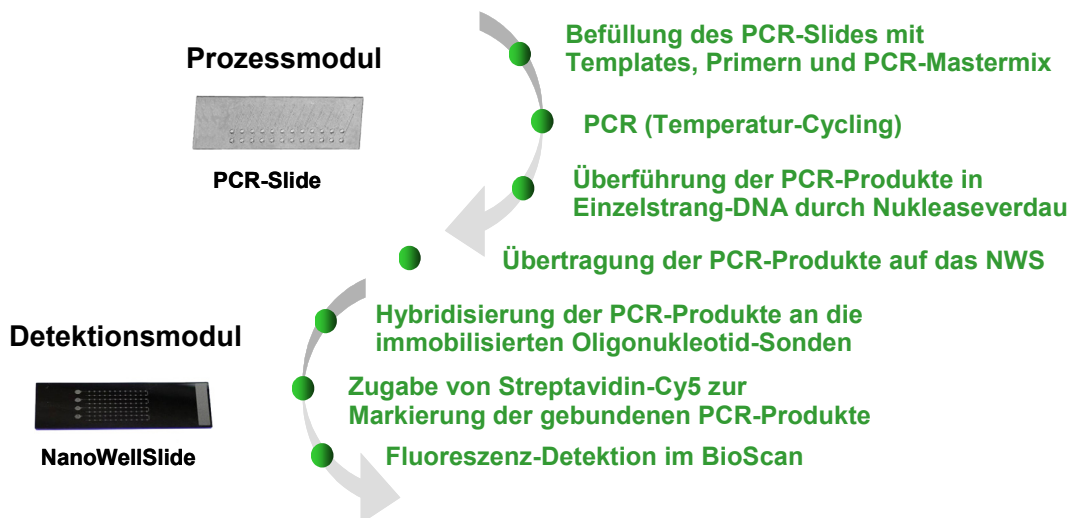 Prozessmodul
PCR-Slide
Befüllung des PCR-Slides mit
Templates, Primern und PCR-Mastermix
PCR (Temperatur-Cycling)
Überführung der PCR-Produkte in
Einzelstrang-DNA durch Nukleaseverdau
Übertragung der PCR-Produkte auf das NWS
Detektionsmodul
NanoWellSlide
Hybridisierung der PCR-Produkte an die
immobilisierten Oligonukleotid-Sonden
Zugabe von Streptavidin-Cy5 zur
Markierung der gebundenen PCR-Produkte
Fluoreszenz-Detektion im BioScan